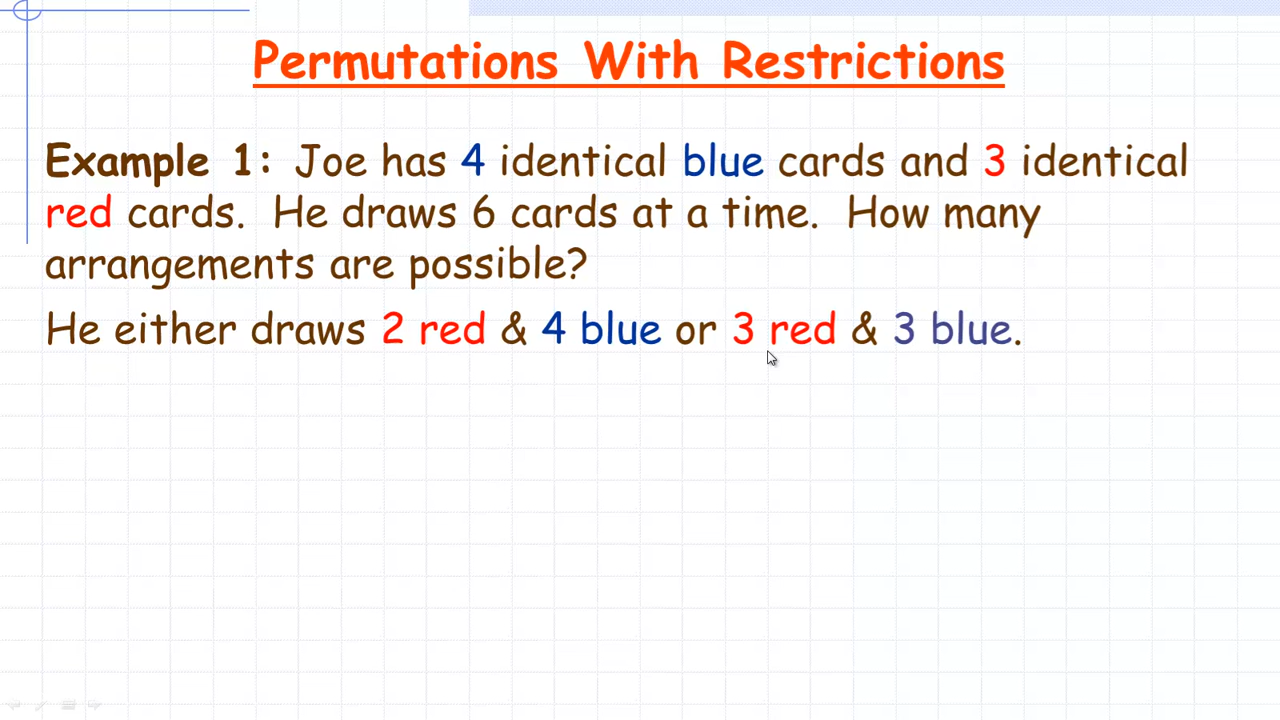 Permutations With Restrictions
Example 1: Joe has 4 identical blue cards and 3 identical
red cards. He draws 6 cards at a time. How many
arrangements are possible?
He either draws 2 red & 4 blue or 3 red & 3 blue.